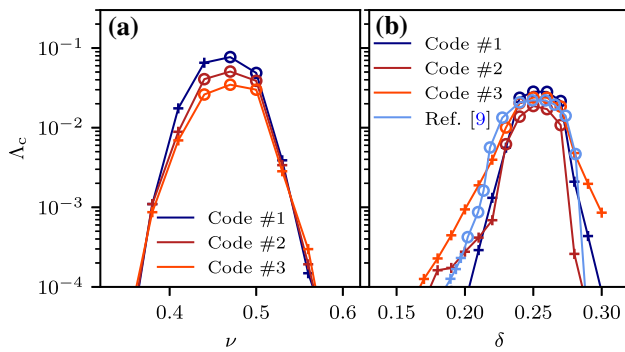 (a)
(b)
Λc
10⁻¹
10⁻²
10⁻³
10⁻⁴
Code #1
Code #2
Code #3
Code #1
Code #2
Code #3
Ref. [9]
0.4
0.5
0.6
0.15
0.20
0.25
0.30
ν
δ